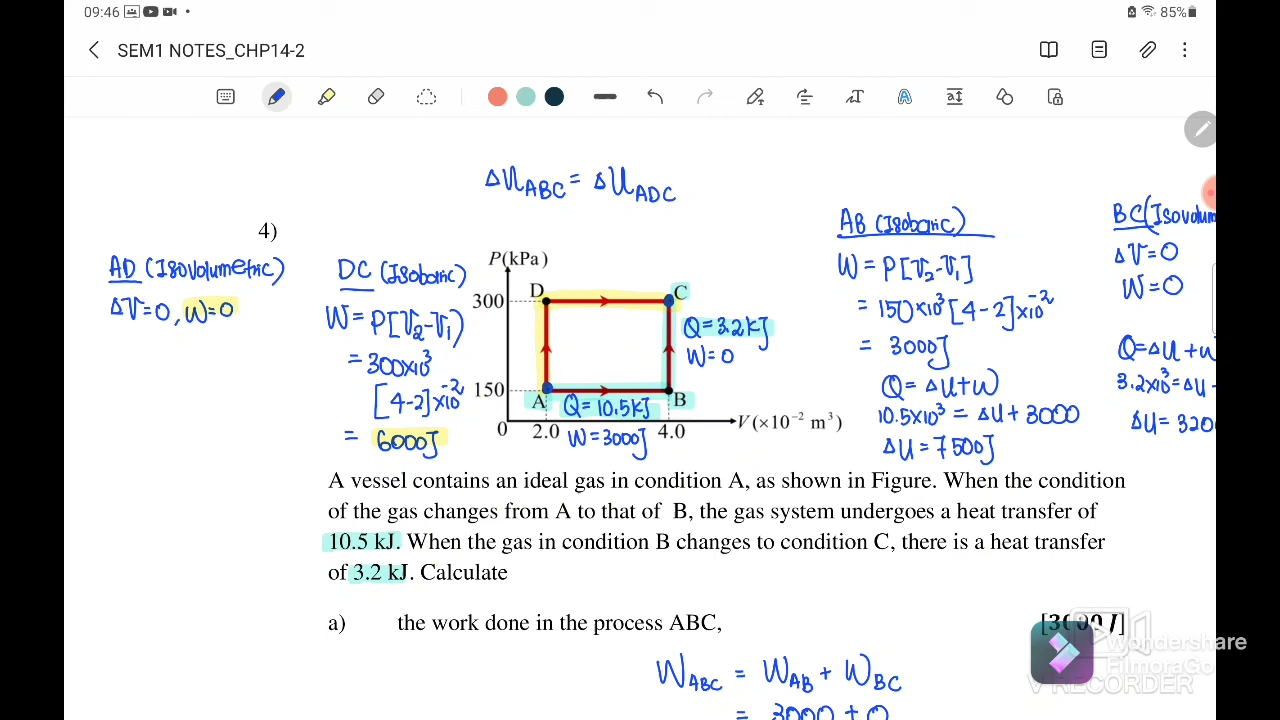 09:46
85%
SEM1 NOTES_CHP14-2
ΔU_ABC = ΔU_ADC
4)
AD (Isovolumetric)
ΔV=0, W=0
DC (Isobaric)
W = P[V₂-V₁)
= 300×10³
[4-2]×10⁻²
= 6000J
P(kPa)
D
C
300
Q=3.2kJ
W=0
150
A
B
Q=10.5kJ
W=3000J
0
2.0
4.0
V(×10⁻² m³)
AB (Isobaric)
W = P[V₂-V₁]
= 150×10³[4-2]×10⁻²
= 3000J
Q = ΔU+W
10.5×10³ = ΔU + 3000
ΔU = 7500J
BC (Isovolum
ΔV=0
W=0
Q=ΔU+W
3.2×10³=ΔU
ΔU=320
A vessel contains an ideal gas in condition A, as shown in Figure. When the condition
of the gas changes from A to that of B, the gas system undergoes a heat transfer of
10.5 kJ. When the gas in condition B changes to condition C, there is a heat transfer
of 3.2 kJ. Calculate
a) the work done in the process ABC,
[3000J]
W_ABC = W_AB + W_BC
= 3000 + 0
Wondershare
FilmoraGo
VRECORDER